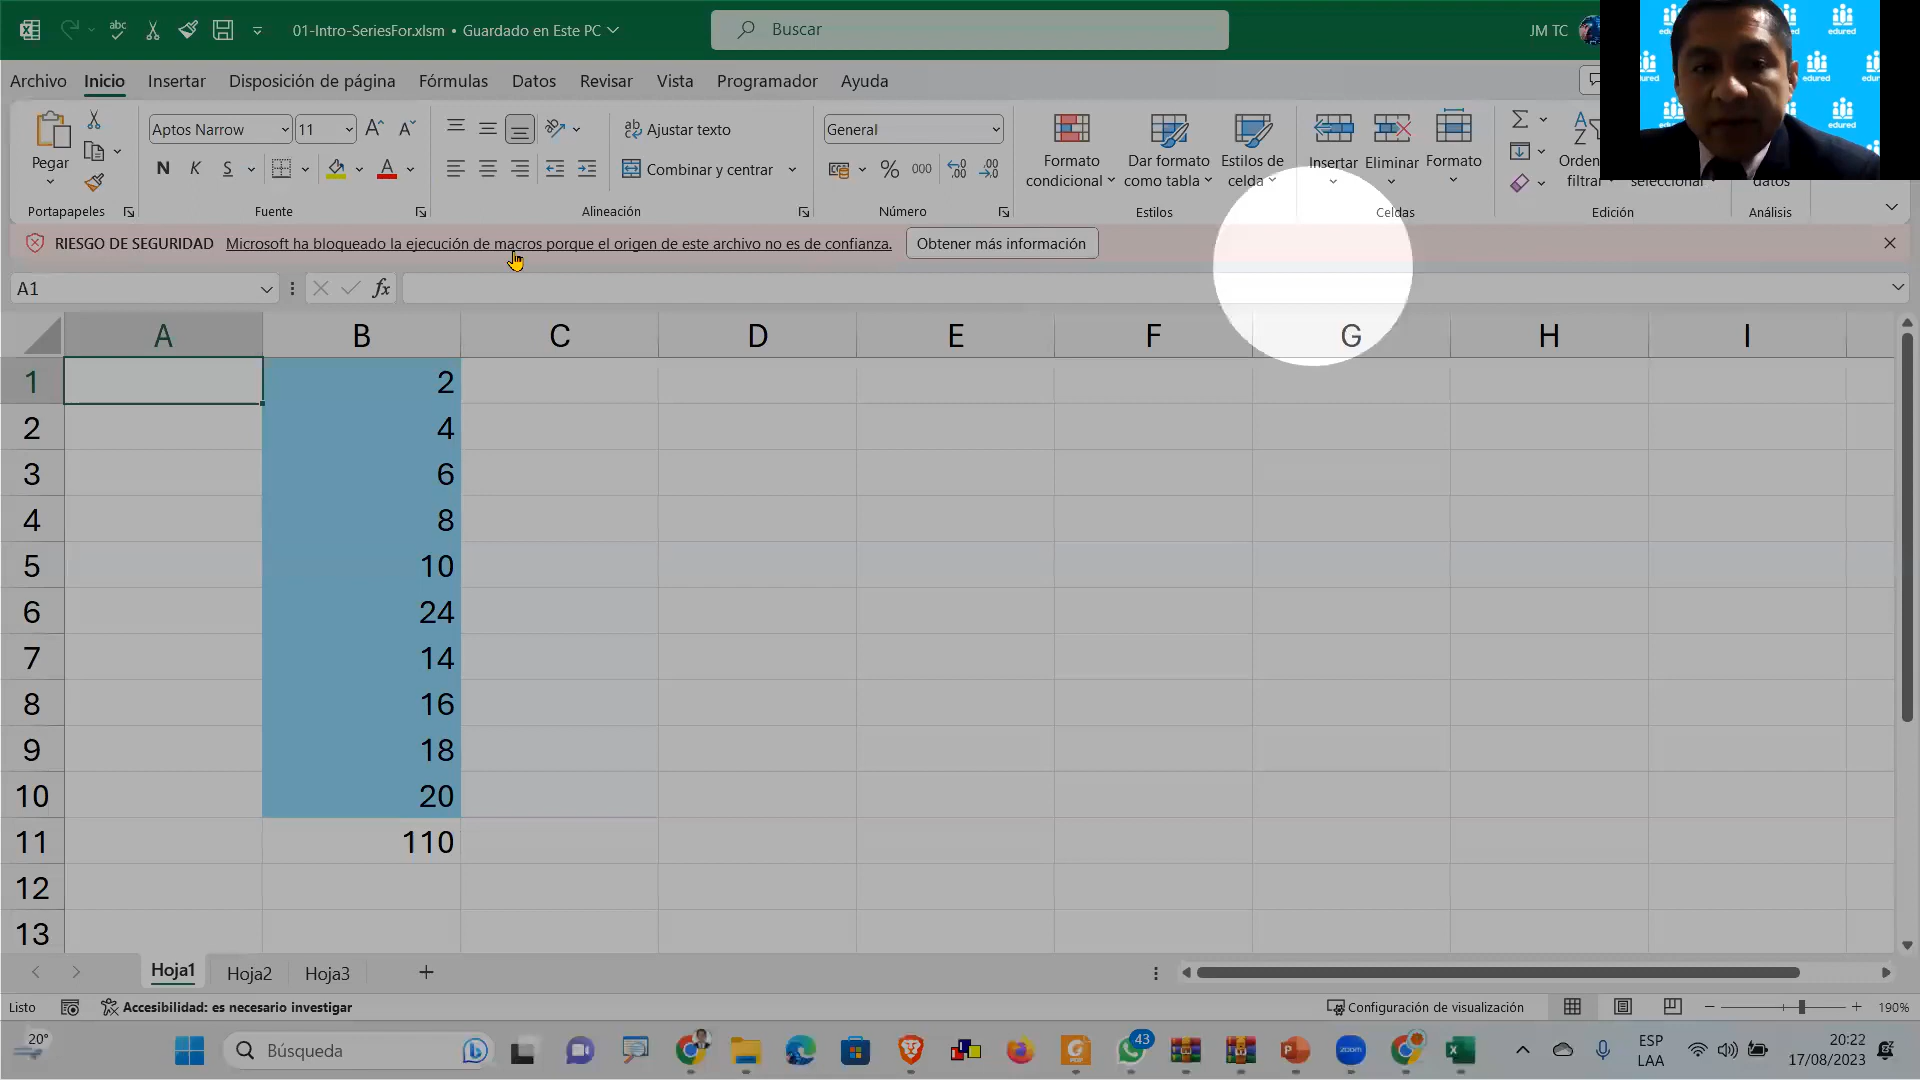 01-Intro-SeriesFor.xlsm • Guardado en Este PC
Buscar
JM TC
Archivo Inicio Insertar Disposición de página Fórmulas Datos Revisar Vista Programador Ayuda
Pegar
Portapapeles
Aptos Narrow 11
N K S
Fuente
Ajustar texto
Combinar y centrar
Alineación
General
% 000
Número
Formato condicional
Dar formato como tabla
Estilos de celda
Estilos
Insertar Eliminar Formato
Celdas
filtrar
seleccionar
Edición
datos
Análisis
RIESGO DE SEGURIDAD Microsoft ha bloqueado la ejecución de macros porque el origen de este archivo no es de confianza. Obtener más información
A1
fx
A B C D E F G H I
1 2
2 4
3 6
4 8
5 10
6 24
7 14
8 16
9 18
10 20
11 110
12
13
Hoja1 Hoja2 Hoja3
Listo Accesibilidad: es necesario investigar Configuración de visualización 190%
20° Búsqueda 43 zoom ESP LAA 20:22 17/08/2023
edured
edured
edured
edured